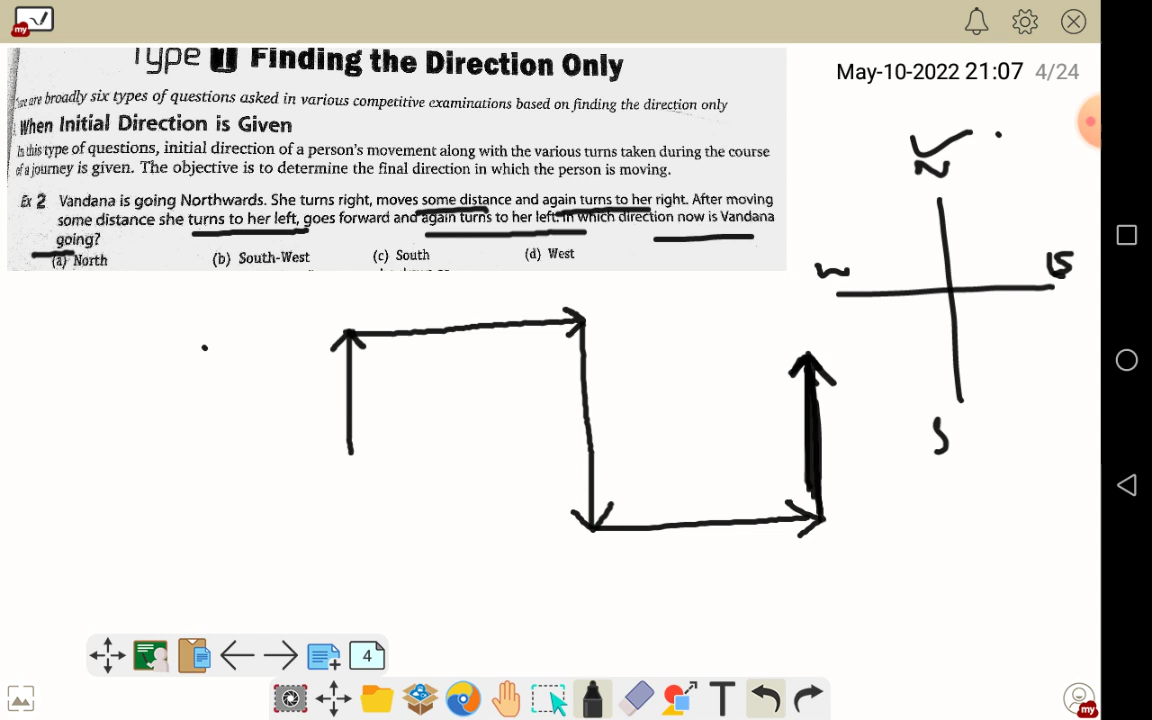 Type 1 Finding the Direction Only
May-10-2022 21:07 4/24
are broadly six types of questions asked in various competitive examinations based on finding the direction only
When Initial Direction is Given
In this type of questions, initial direction of a person's movement along with the various turns taken during the course
of a journey is given. The objective is to determine the final direction in which the person is moving.
Ex 2 Vandana is going Northwards. She turns right, moves some distance and again turns to her right. After moving
some distance she turns to her left, goes forward and again turns to her left. In which direction now is Vandana
going?
(a) North (b) South-West (c) South (d) West
N
W
E
S
4
T
my
my